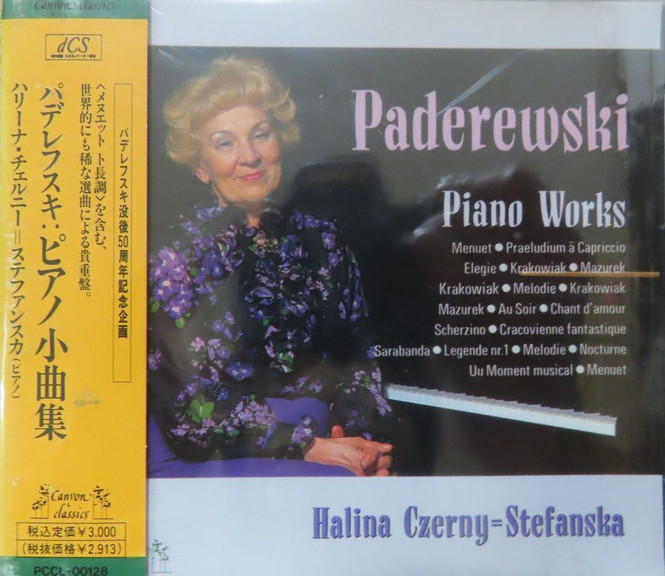 Canyon classics
dCS
パデレフスキ没後50周年記念企画
〈メヌエット ト長調〉を含む、
世界的にも稀な選曲による貴重盤。
パデレフスキ:ピアノ小曲集
ハリーナ・チェルニー=ステファンスカ(ピアノ)
Canyon
classics
税込定価¥3,000
(税抜価格¥2,913)
PCCL-00128
Paderewski
Piano Works
Menuet ● Praeludium à Capriccio
Elegie ● Krakowiak ● Mazurek
Krakowiak ● Melodie ● Krakowiak
Mazurek ● Au Soir ● Chant d'amour
Scherzino ● Cracovienne fantastique
Sarabanda ● Legende nr.1 ● Melodie ● Nocturne
Uu Moment musical ● Menuet
Halina Czerny=Stefanska